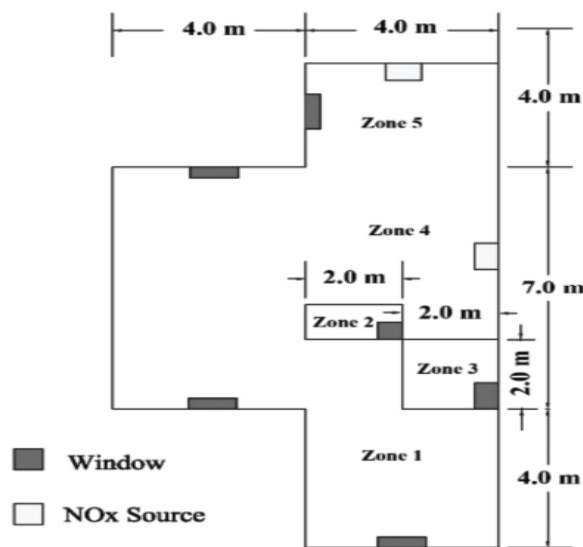 4.0 m
4.0 m
4.0 m
Zone 5
Zone 4
2.0 m
7.0 m
Zone 2
2.0 m
Zone 3
2.0 m
Zone 1
Window
4.0 m
NOx Source